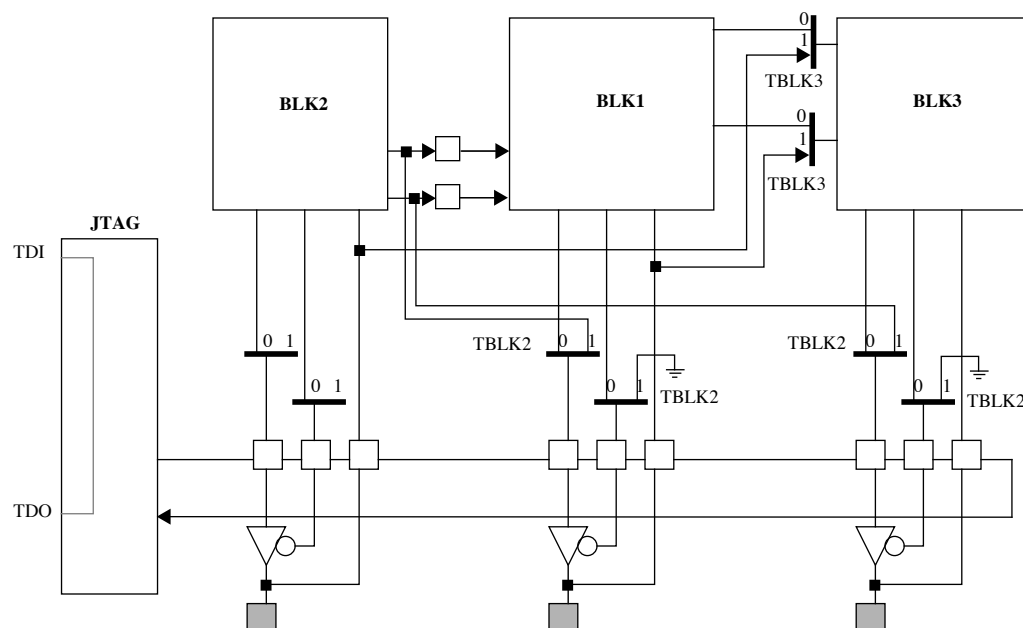 0
1
TBLK3
BLK2
BLK1
BLK3
0
1
TBLK3
JTAG
TDI
0 1
TBLK2
0 1
TBLK2
0 1
0 1
0 1
TBLK2
0 1
TBLK2
TDO